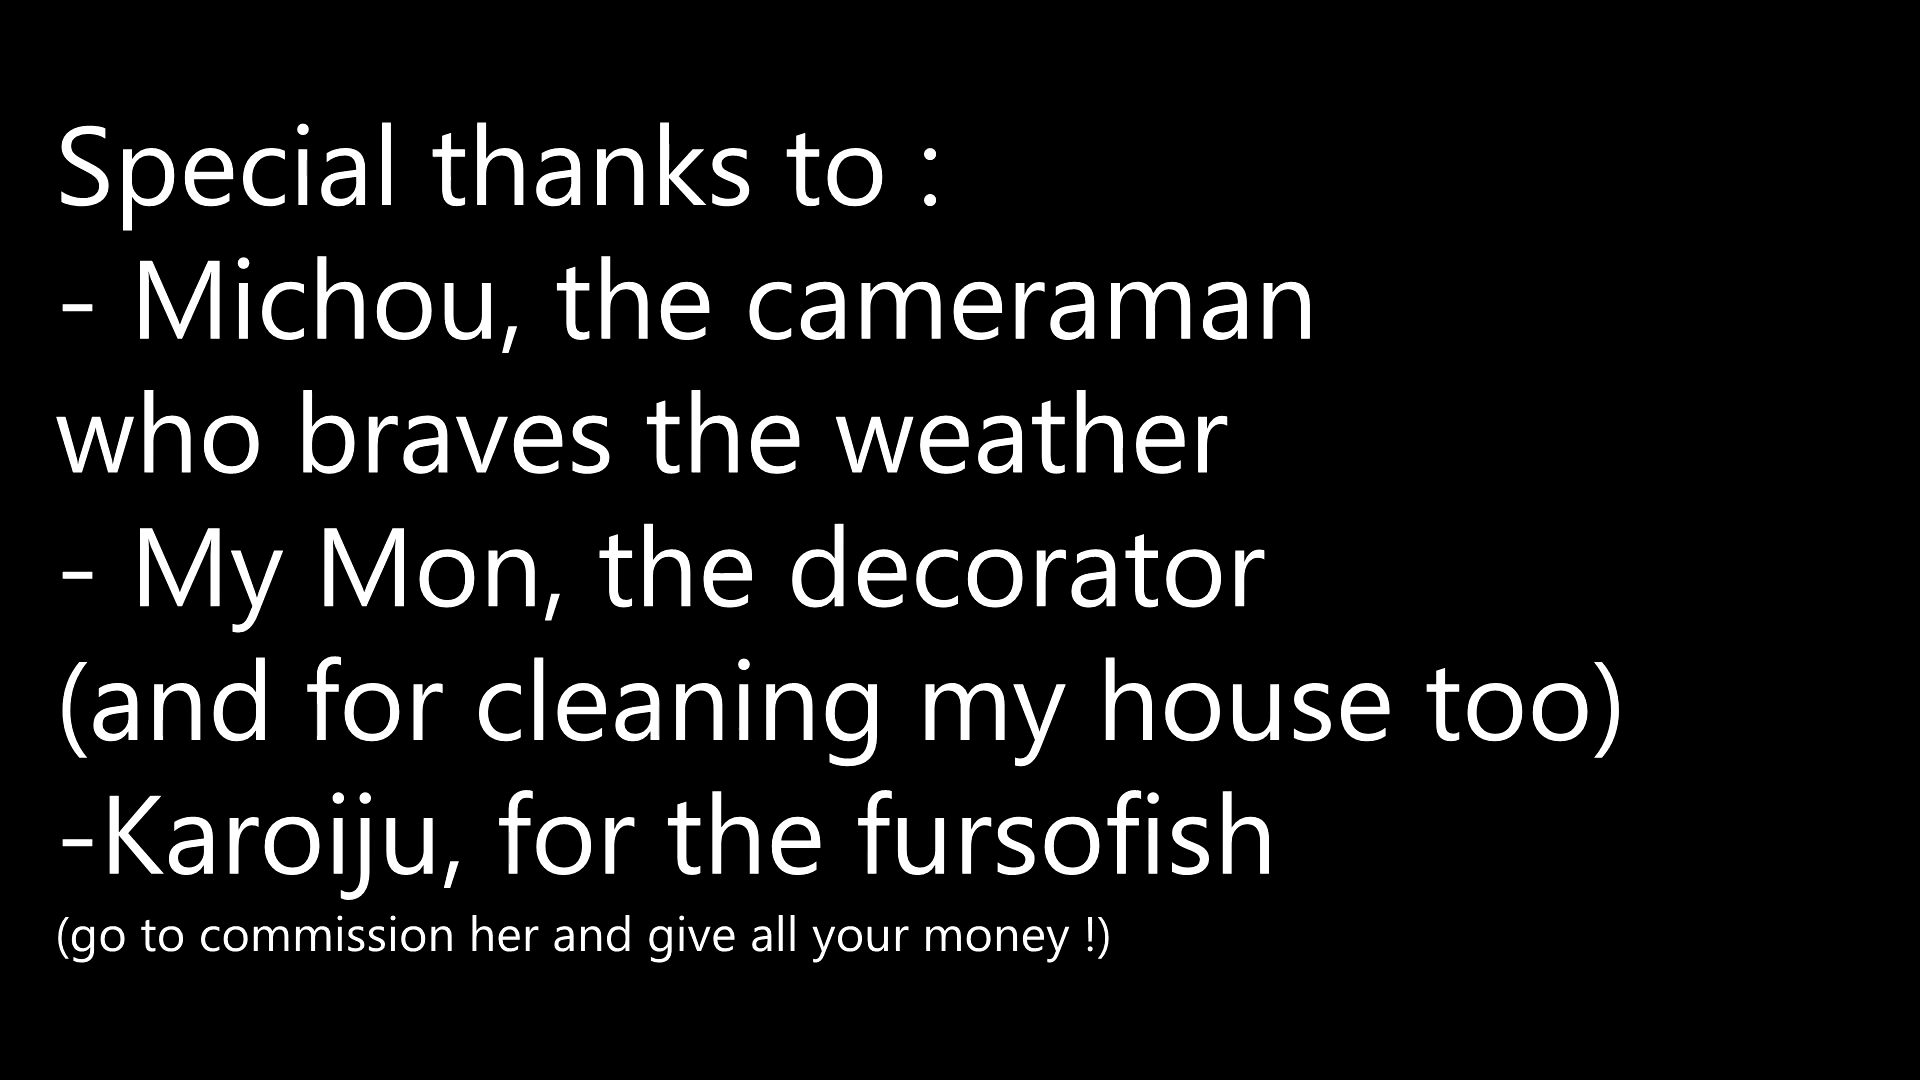 Special thanks to :
- Michou, the cameraman
who braves the weather
- My Mon, the decorator
(and for cleaning my house too)
-Karoiju, for the fursofish
(go to commission her and give all your money !)